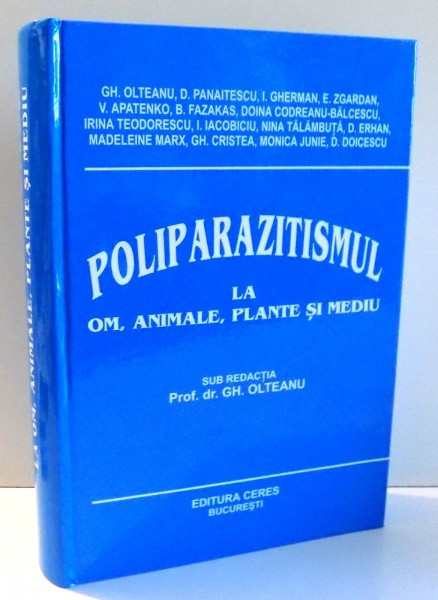 GH. OLTEANU, D. PANAITESCU, I. GHERMAN, E. ZGARDAN,
V. APATENKO, B. FAZAKAS, DOINA CODREANU-BĂLCESCU,
IRINA TEODORESCU, I. IACOBICIU, NINA TĂLĂMBUȚĂ, D. ERHAN,
MADELEINE MARX, GH. CRISTEA, MONICA JUNIE, D. DOICESCU
POLIPARAZITISMUL
LA
OM, ANIMALE, PLANTE ȘI MEDIU
SUB REDACȚIA
Prof. dr. GH. OLTEANU
EDITURA CERES
BUCUREȘTI
LA OM, ANIMALE, PLANTE ȘI MEDIU